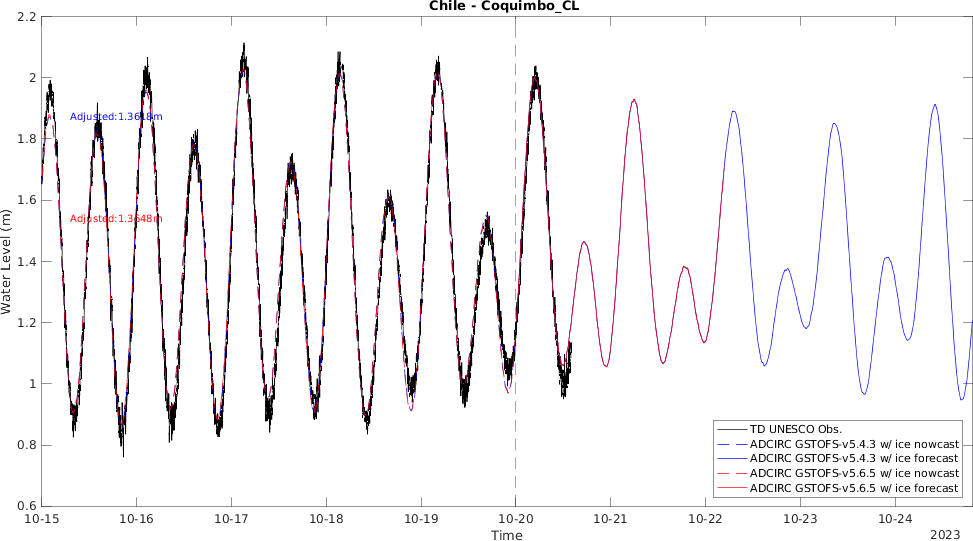 Chile - Coquimbo_CL
2.2
2
1.8
1.6
1.4
1.2
1
0.8
0.6
Water Level (m)
Adjusted:1.3618m
Adjusted:1.3648m
TD UNESCO Obs.
ADCIRC GSTOFS-v5.4.3 w/ ice nowcast
ADCIRC GSTOFS-v5.4.3 w/ ice forecast
ADCIRC GSTOFS-v5.6.5 w/ ice nowcast
ADCIRC GSTOFS-v5.6.5 w/ ice forecast
10-15 10-16 10-17 10-18 10-19 10-20 10-21 10-22 10-23 10-24
Time
2023